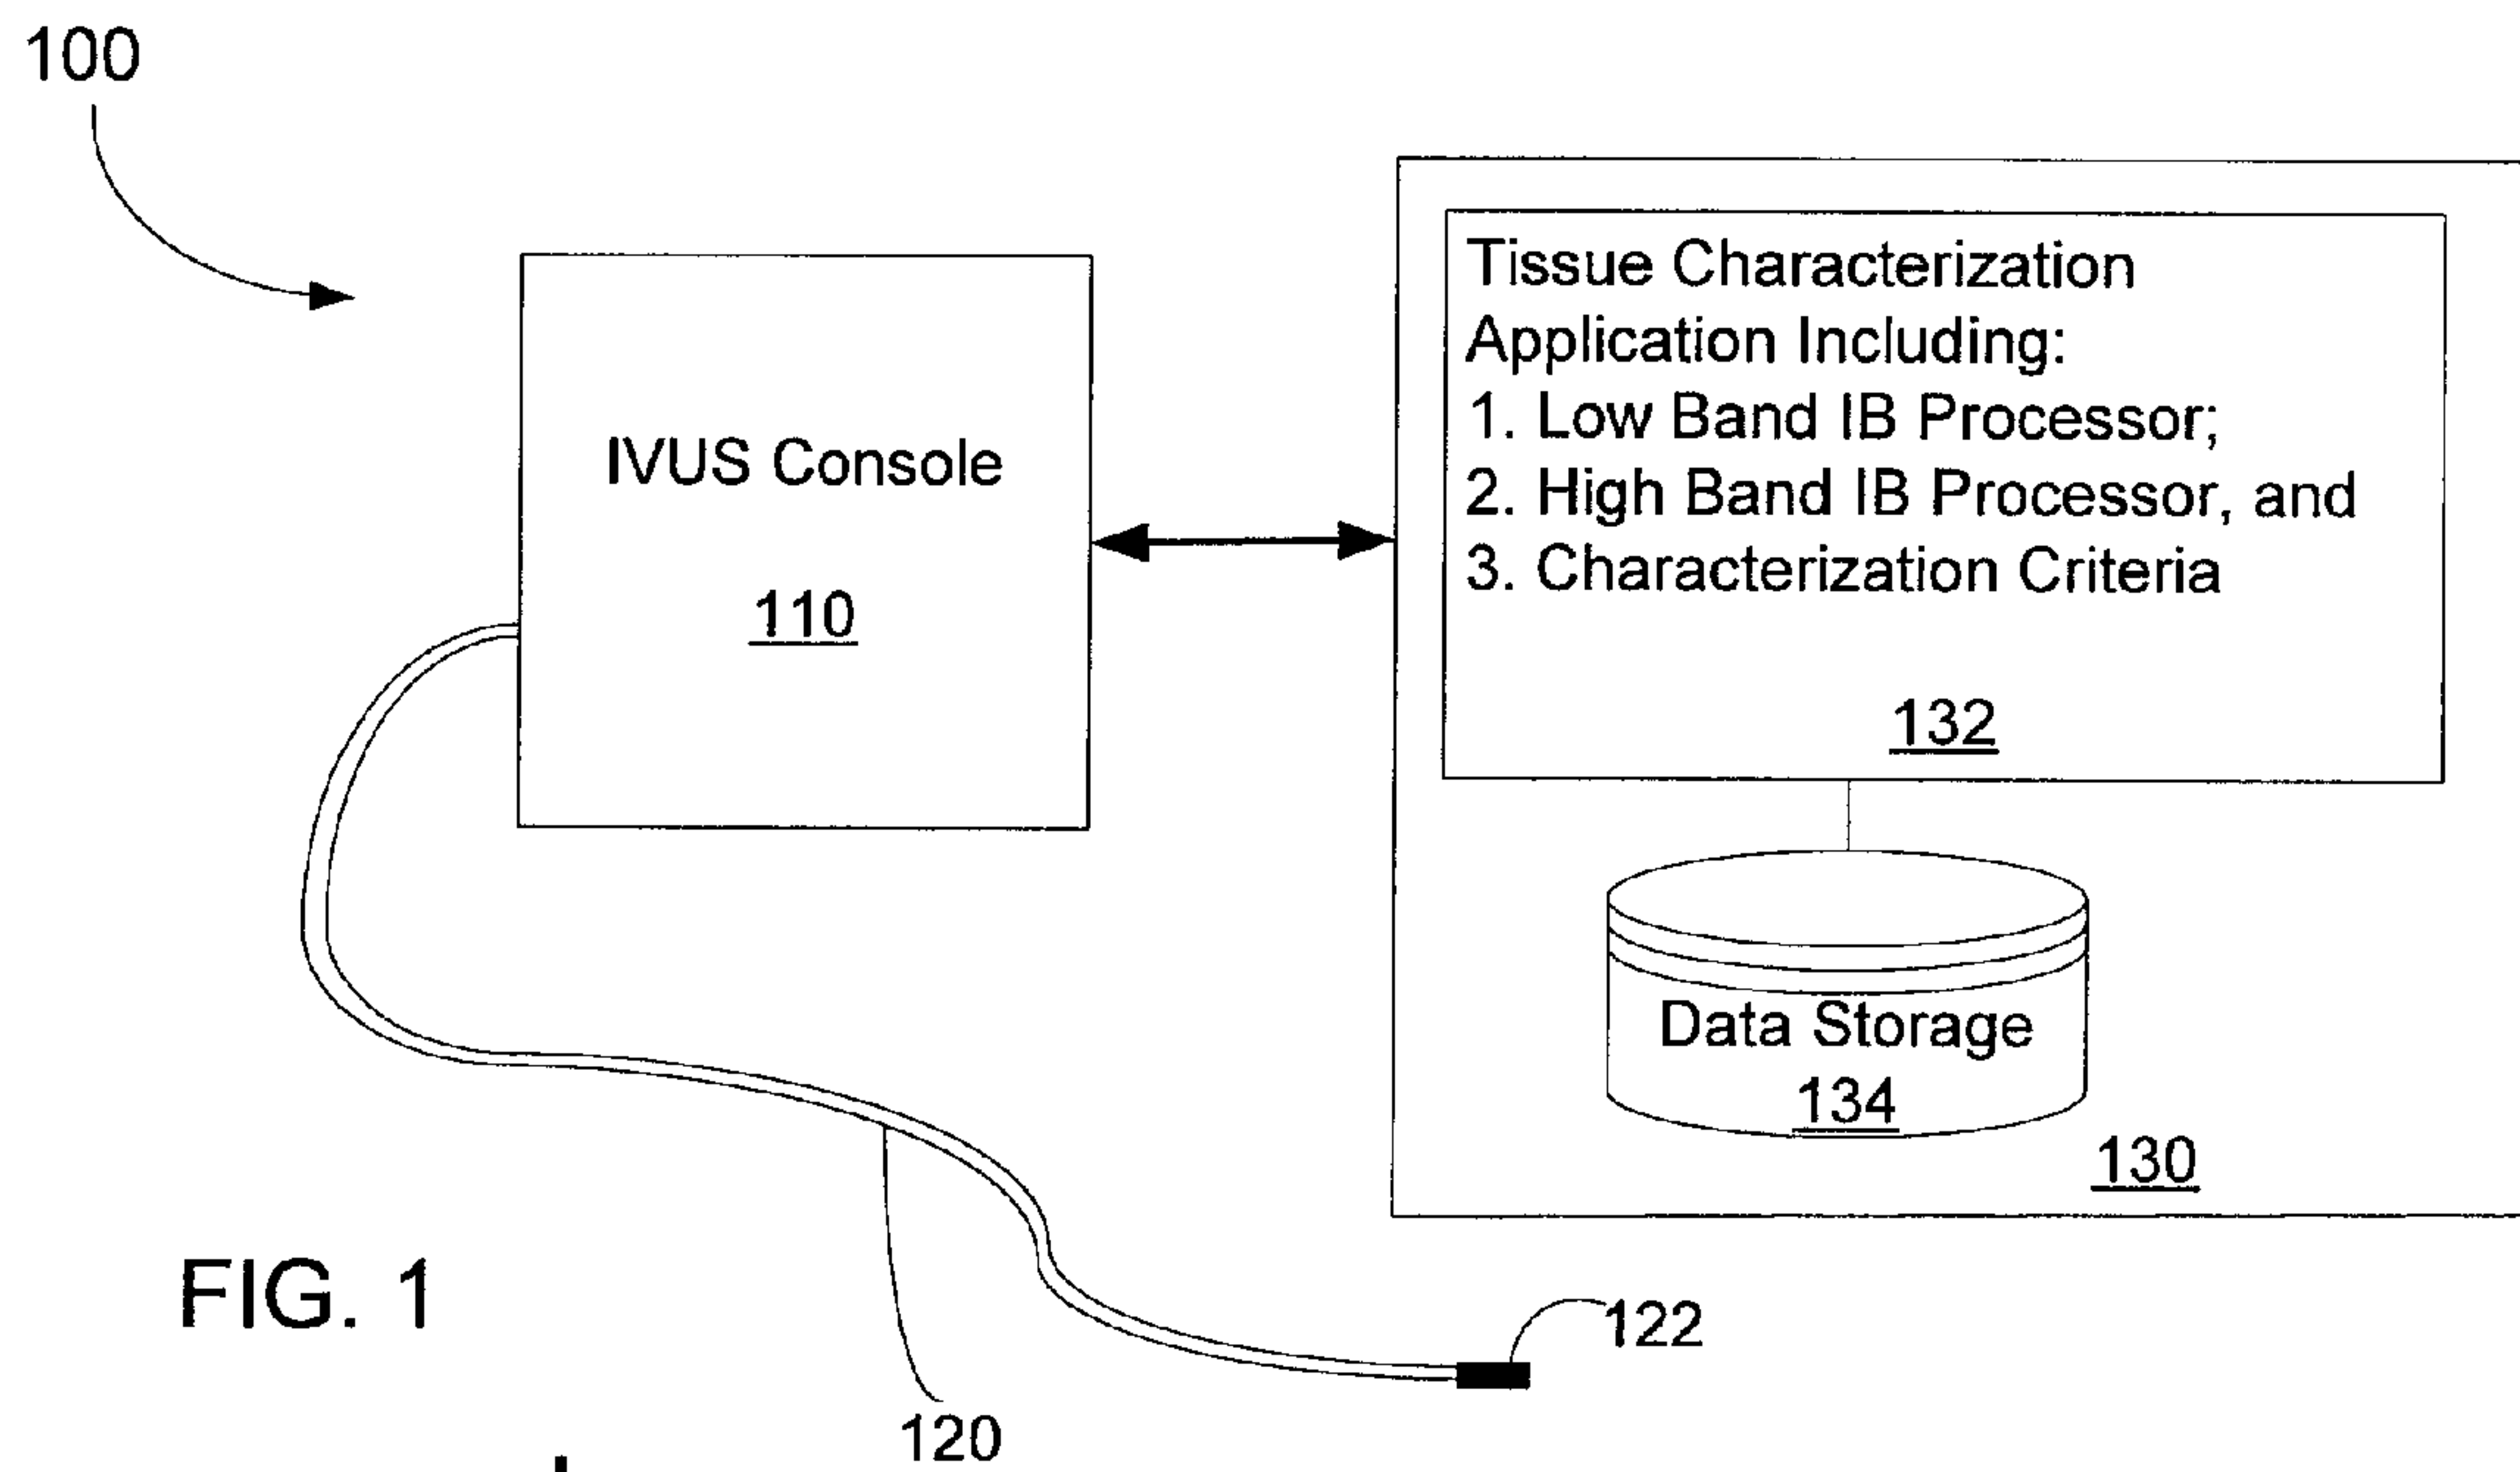 100
Tissue Characterization
Application Including:
1. Low Band IB Processor;
2. High Band IB Processor, and
3. Characterization Criteria
132
IVUS Console
110
Data Storage
134
130
FIG. 1
122
120